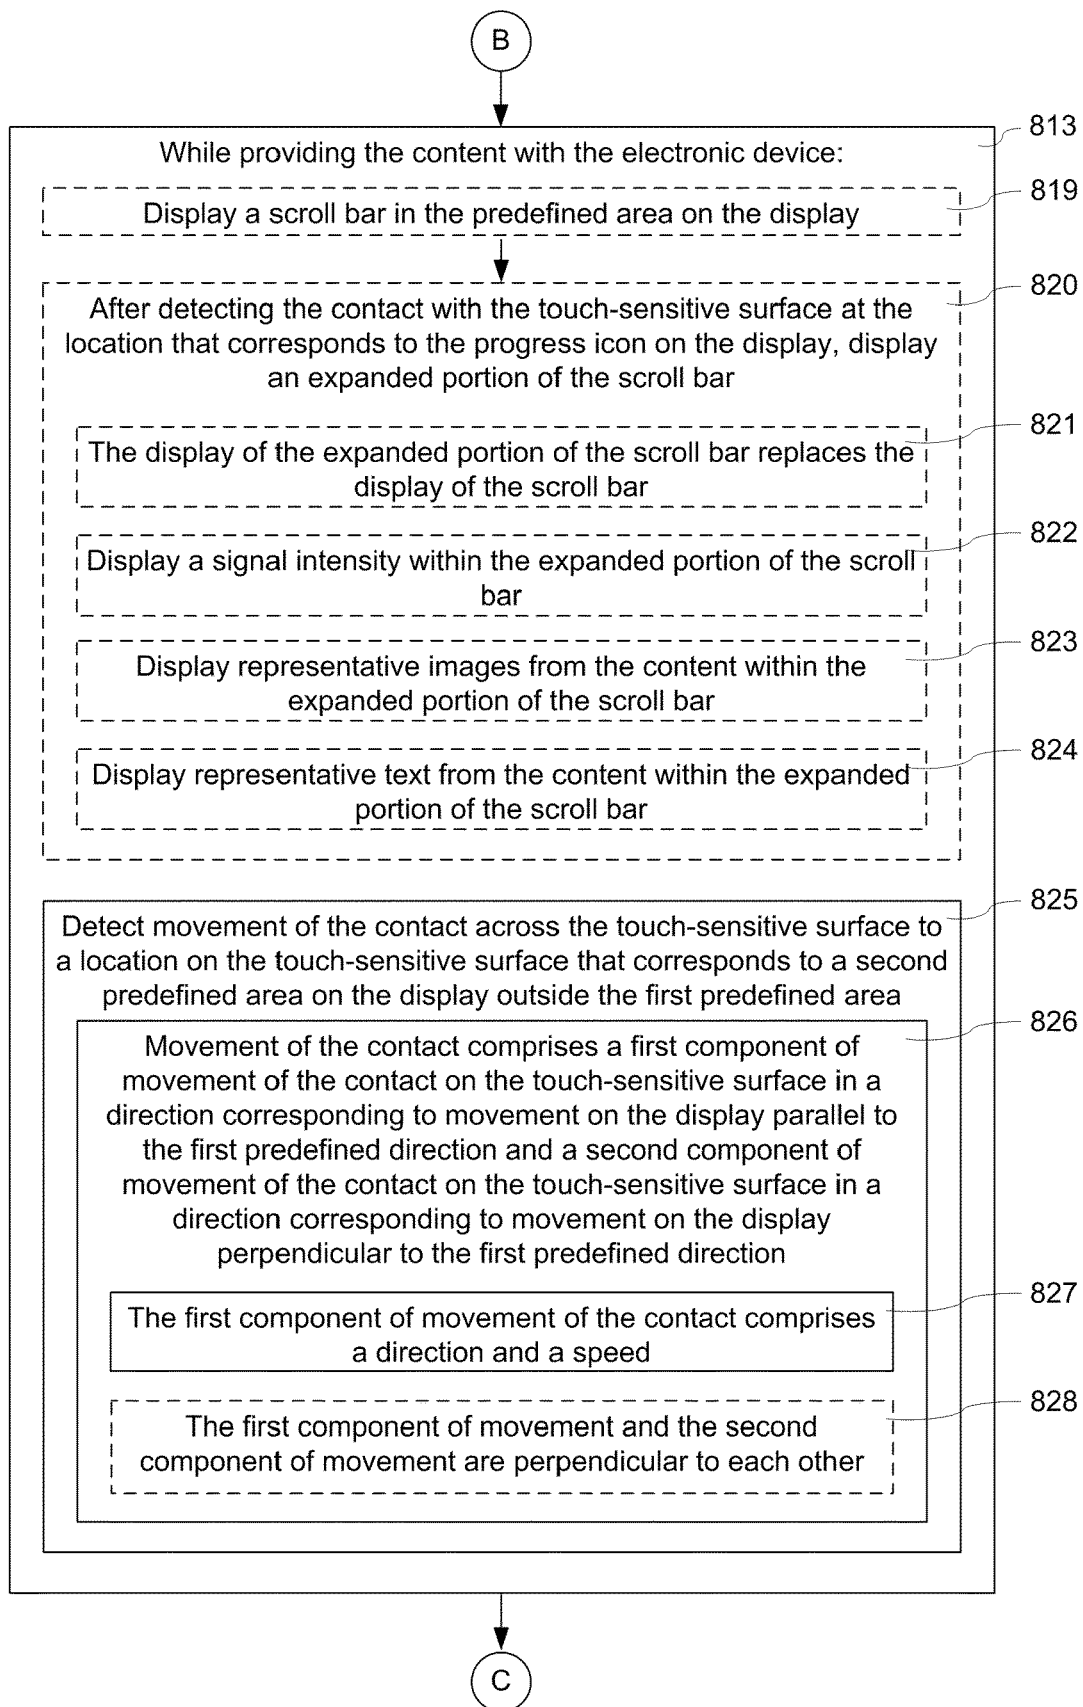 B
813
While providing the content with the electronic device:
819
Display a scroll bar in the predefined area on the display
820
After detecting the contact with the touch-sensitive surface at the
location that corresponds to the progress icon on the display, display
an expanded portion of the scroll bar
821
The display of the expanded portion of the scroll bar replaces the
display of the scroll bar
822
Display a signal intensity within the expanded portion of the scroll
bar
823
Display representative images from the content within the
expanded portion of the scroll bar
824
Display representative text from the content within the expanded
portion of the scroll bar
825
Detect movement of the contact across the touch-sensitive surface to
a location on the touch-sensitive surface that corresponds to a second
predefined area on the display outside the first predefined area
826
Movement of the contact comprises a first component of
movement of the contact on the touch-sensitive surface in a
direction corresponding to movement on the display parallel to
the first predefined direction and a second component of
movement of the contact on the touch-sensitive surface in a
direction corresponding to movement on the display
perpendicular to the first predefined direction
827
The first component of movement of the contact comprises
a direction and a speed
828
The first component of movement and the second
component of movement are perpendicular to each other
C